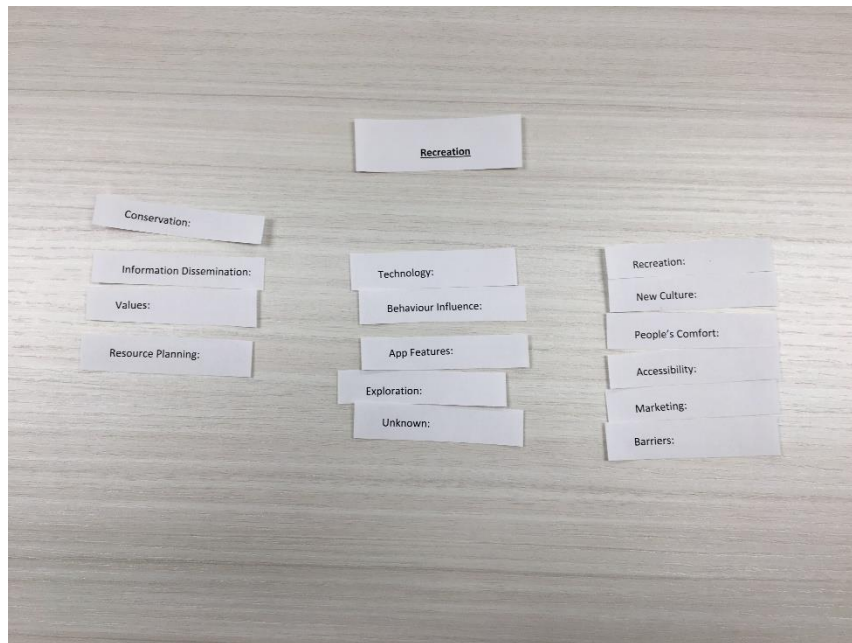 Recreation
Conservation:
Information Dissemination:
Values:
Resource Planning:
Technology:
Behaviour Influence:
App Features:
Exploration:
Unknown:
Recreation:
New Culture:
People's Comfort:
Accessibility:
Marketing:
Barriers: